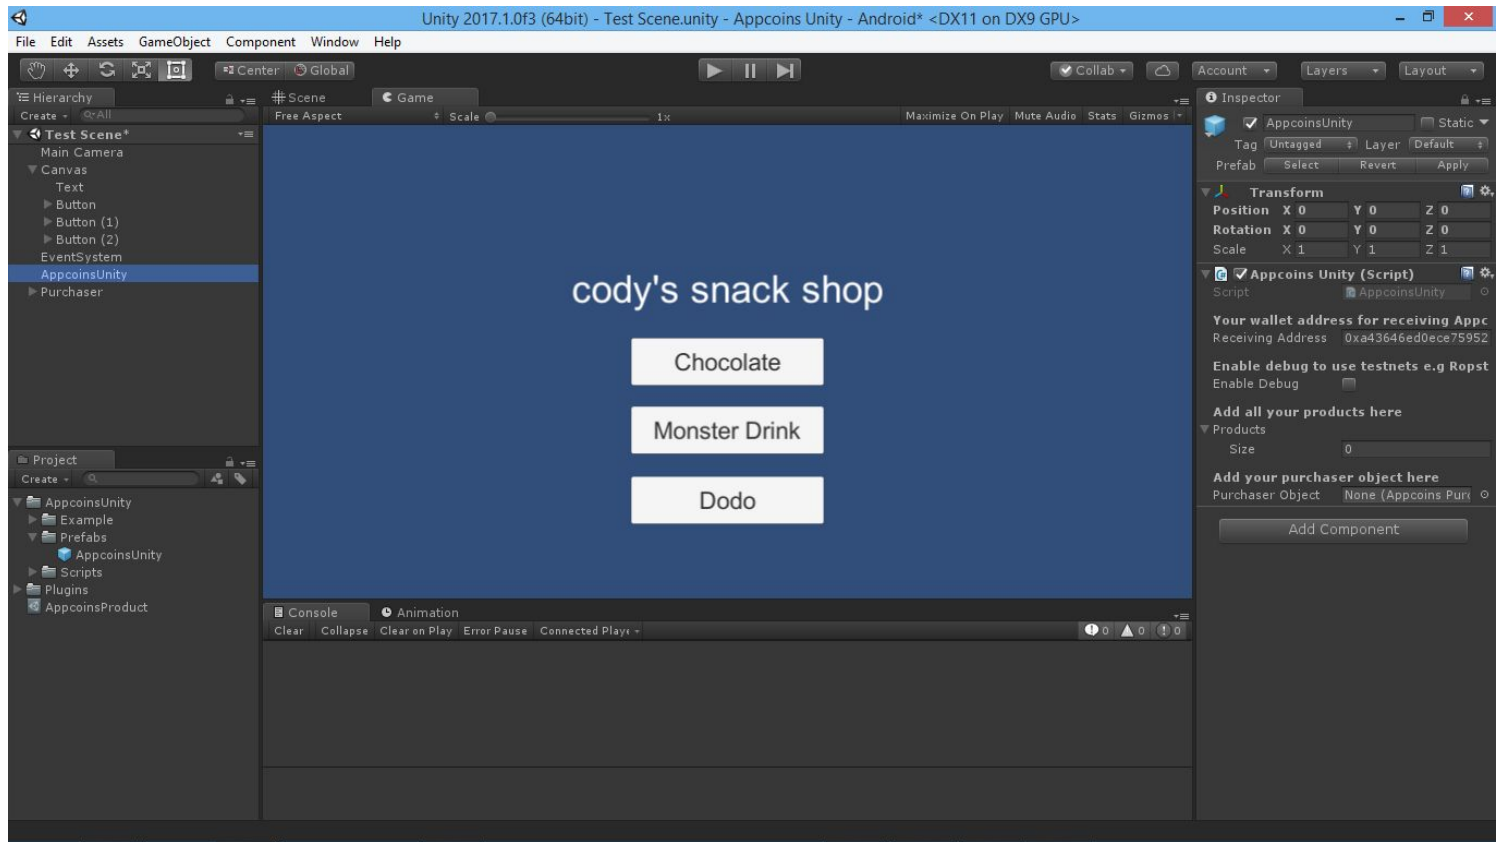 Unity 2017.1.0f3 (64bit) - Test Scene.unity - Appcoins Unity - Android* <DX11 on DX9 GPU>
File Edit Assets GameObject Component Window Help
Center Global
Collab
Account
Layers
Layout
Hierarchy
Create All
Test Scene*
Main Camera
Canvas
Text
Button
Button (1)
Button (2)
EventSystem
AppcoinsUnity
Purchaser
Project
Create
AppcoinsUnity
Example
Prefabs
AppcoinsUnity
Scripts
Plugins
AppcoinsProduct
Scene Game
Free Aspect Scale 1x Maximize On Play Mute Audio Stats Gizmos
cody's snack shop
Chocolate
Monster Drink
Dodo
Console Animation
Clear Collapse Clear on Play Error Pause Connected Playe 0 0 0
Inspector
AppcoinsUnity Static
Tag Untagged Layer Default
Prefab Select Revert Apply
Transform
Position X 0 Y 0 Z 0
Rotation X 0 Y 0 Z 0
Scale X 1 Y 1 Z 1
Appcoins Unity (Script)
Script AppcoinsUnity
Your wallet address for receiving Appc
Receiving Address 0xa43646ed0ece75952
Enable debug to use testnets e.g Ropst
Enable Debug
Add all your products here
Products
Size 0
Add your purchaser object here
Purchaser Object None (Appcoins Purc
Add Component